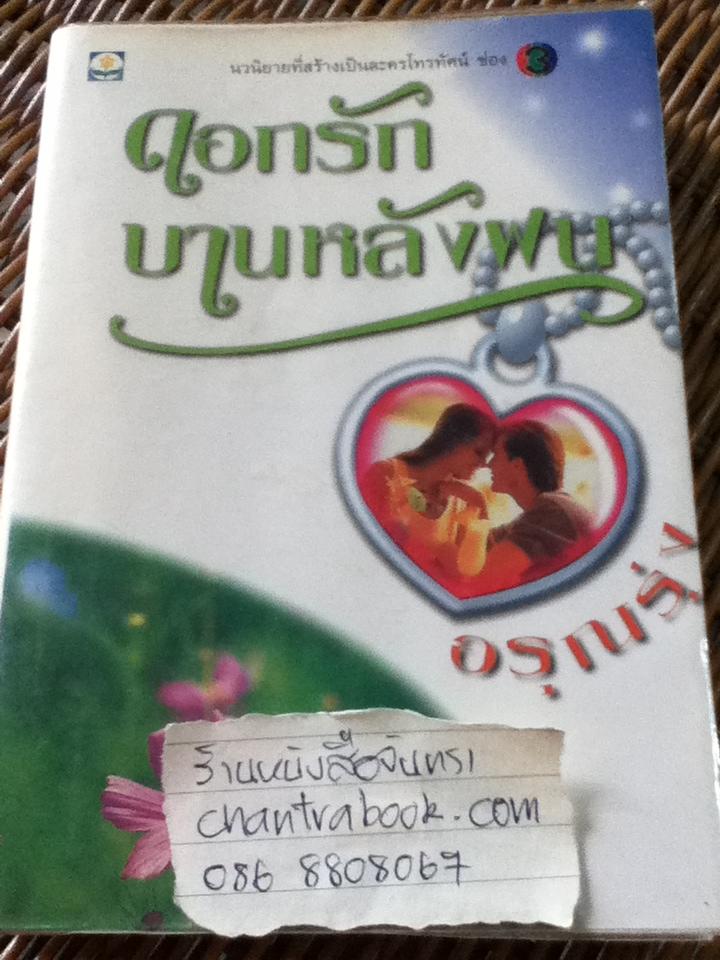 นวนิยายที่สร้างเป็นละครโทรทัศน์ ช่อง 3
ดอกรัก
บานหลังฝน
อรุณรุ่ง
ร้านหนังสือจันทรา
chantrabook.com
086 8808067